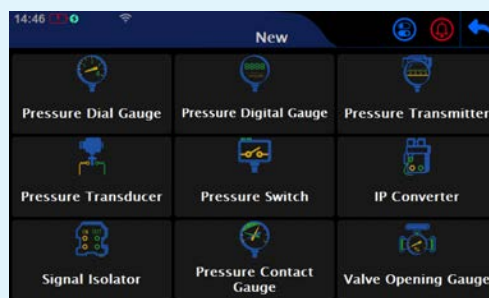 14:46
New
Pressure Dial Gauge
Pressure Digital Gauge
Pressure Transmitter
Pressure Transducer
Pressure Switch
IP Converter
Signal Isolator
Pressure Contact
Gauge
Valve Opening Gauge